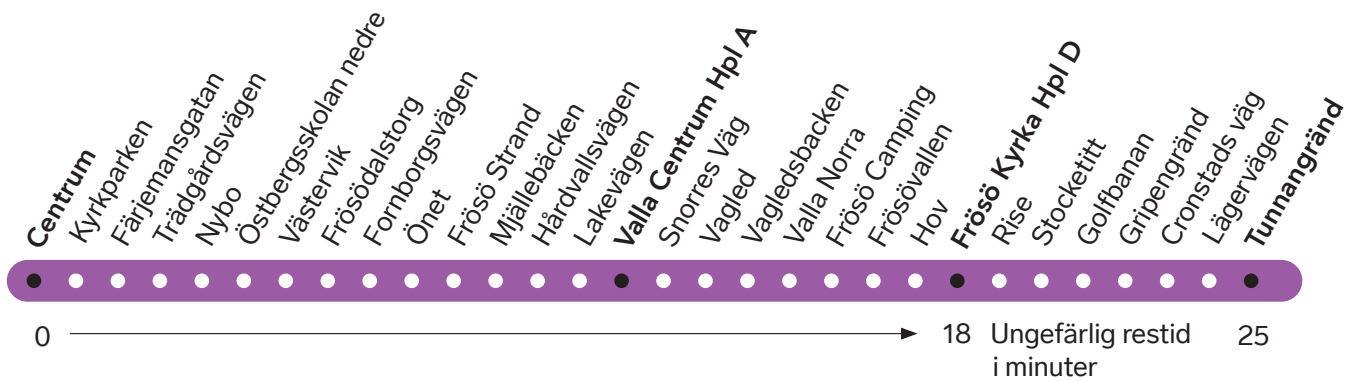 Centrum
Kyrkparken
Färjemansgatan
Trädgårdsvägen
Nybo
Östbergsskolan nedre
Västervik
Frösödalstorg
Fornborgsvägen
Önet
Frösö Strand
Mjällebäcken
Hårdvallsvägen
Lakevägen
Valla Centrum Hpl A
Snorres Väg
Vagled
Vagledsbacken
Valla Norra
Frösö Camping
Frösövallen
Hov
Frösö Kyrka Hpl D
Rise
Stocketitt
Golfbanan
Gripengränd
Cronstads väg
Lägervägen
Tunnangränd
0 18 Ungefärlig restid 25
i minuter